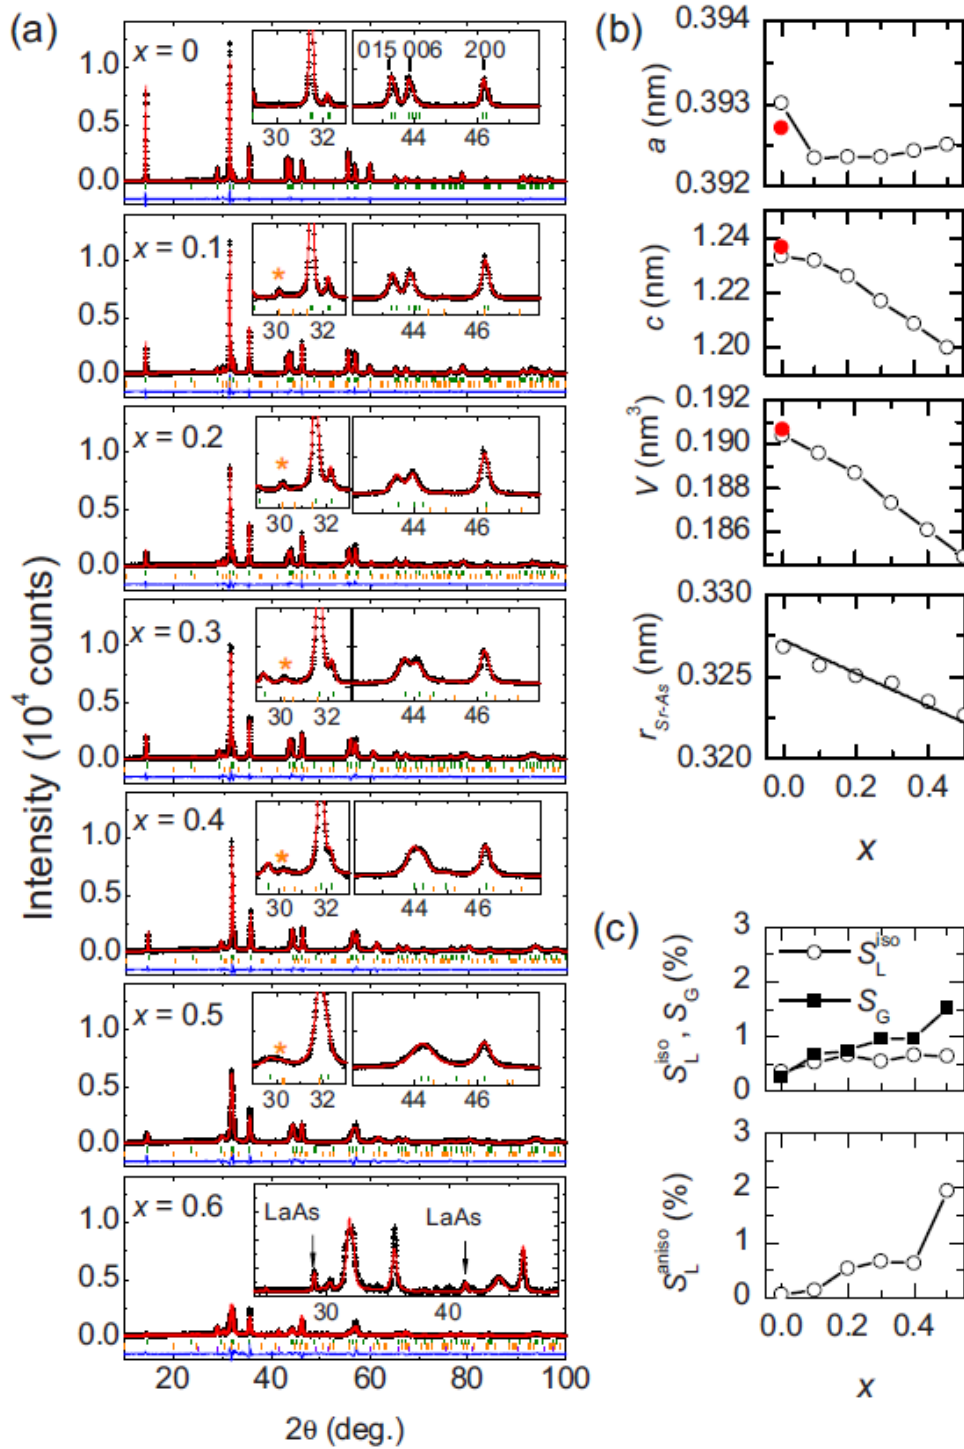 (a)
Intensity (10⁴ counts)
x = 0
1.0
0.5
0.0
30 32
015 006 200
44 46
x = 0.1
1.0
0.5
0.0
*
30 32
44 46
x = 0.2
1.0
0.5
0.0
*
30 32
44 46
x = 0.3
1.0
0.5
0.0
*
30 32
44 46
x = 0.4
1.0
0.5
0.0
*
30 32
44 46
x = 0.5
1.0
0.5
0.0
*
30 32
44 46
x = 0.6
1.0
0.5
0.0
LaAs LaAs
30 40
20 40 60 80 100
2θ (deg.)
(b)
a (nm)
0.394
0.393
0.392
c (nm)
1.24
1.22
1.20
V (nm³)
0.192
0.190
0.188
0.186
r_Sr-As (nm)
0.330
0.325
0.320
0.0 0.2 0.4
x
(c)
S_L^iso, S_G (%)
3
2
1
0
S_L^iso
S_G
S_L^aniso (%)
3
2
1
0
0.0 0.2 0.4
x